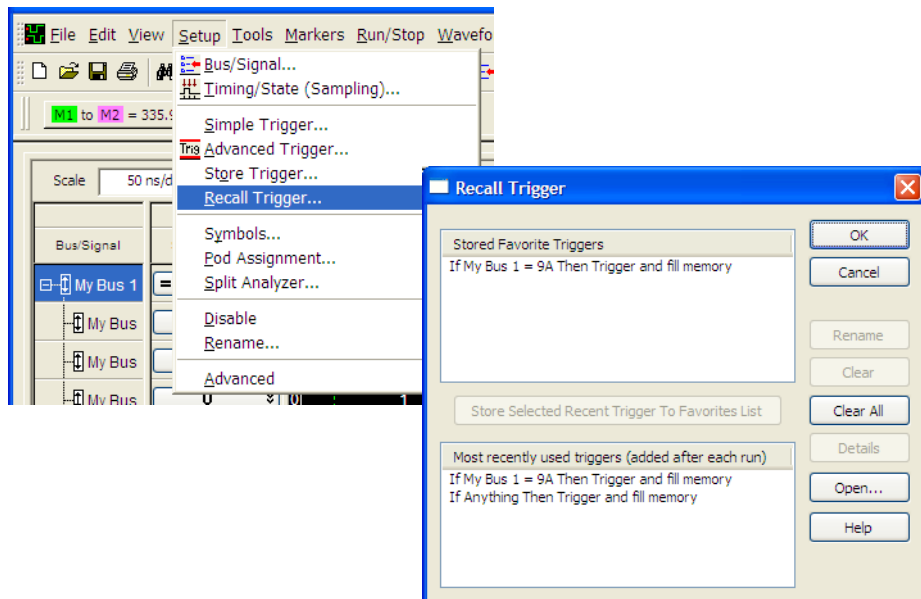 File Edit View Setup Tools Markers Run/Stop Wavefo
Bus/Signal...
Timing/State (Sampling)...
M1 to M2 = 335.9
Simple Trigger...
Trig Advanced Trigger...
Store Trigger...
Recall Trigger...
Scale 50 ns/d
Symbols...
Pod Assignment...
Split Analyzer...
Disable
Rename...
Advanced
Bus/Signal
My Bus 1 =
My Bus
My Bus
My Bus
Recall Trigger
Stored Favorite Triggers
If My Bus 1 = 9A Then Trigger and fill memory
OK
Cancel
Rename
Clear
Store Selected Recent Trigger To Favorites List
Clear All
Most recently used triggers (added after each run)
If My Bus 1 = 9A Then Trigger and fill memory
If Anything Then Trigger and fill memory
Details
Open...
Help